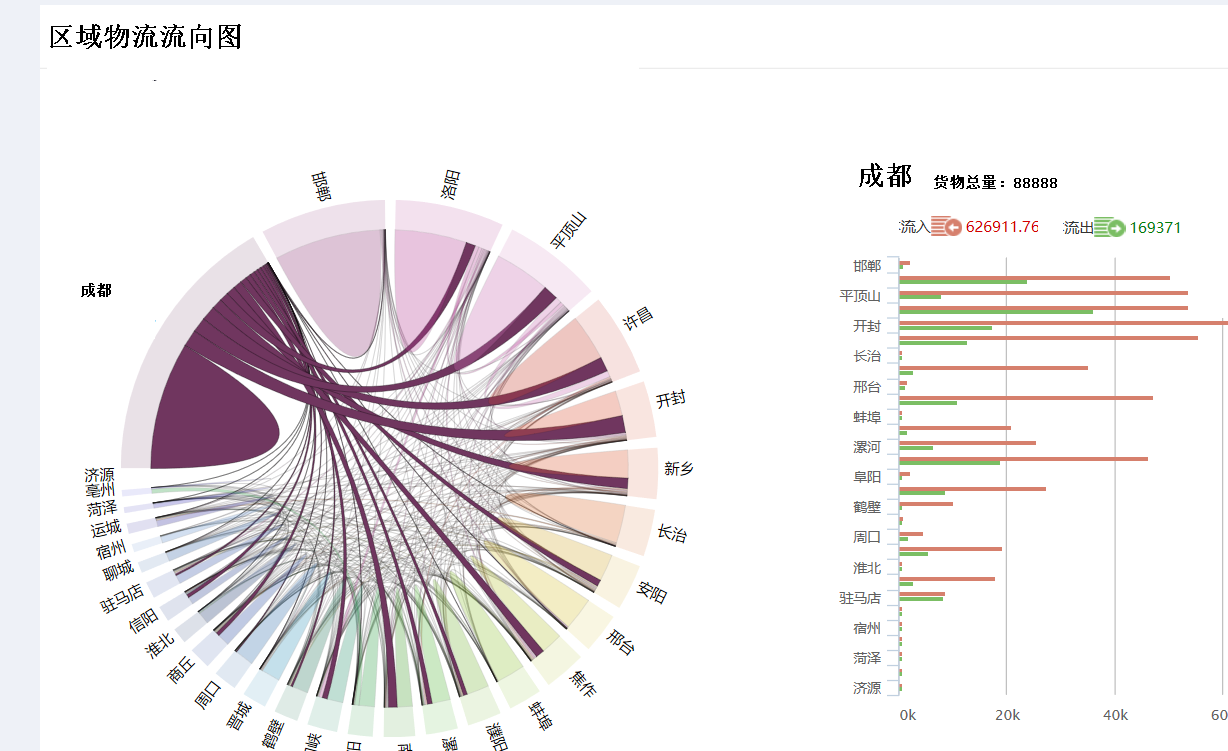 区域物流流向图
成都 货物总量：88888
流入 626911.76 流出 169371
邯郸
洛阳
平顶山
许昌
开封
新乡
长治
安阳
邢台
焦作
蚌埠
濮阳
鹤壁
晋城
周口
商丘
淮北
信阳
驻马店
聊城
宿州
运城
菏泽
亳州
济源
成都
邯郸
平顶山
开封
长治
邢台
蚌埠
漯河
阜阳
鹤壁
周口
淮北
驻马店
宿州
菏泽
济源
0k 20k 40k 60